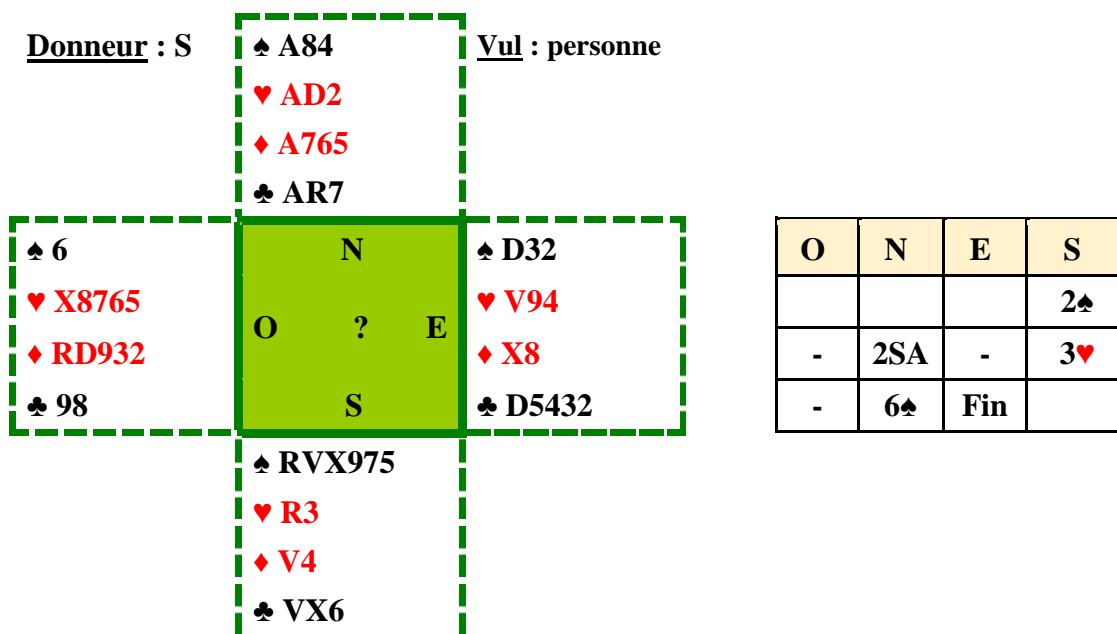 Donneur : S
♠ A84
Vul : personne
♥ AD2
♦ A765
♣ AR7
♠ 6
N
♠ D32
♥ X8765
O ? E
♥ V94
♦ RD932
♦ X8
♣ 98
S
♣ D5432
♠ RVX975
♥ R3
♦ V4
♣ VX6
O N E S
2♠
- 2SA - 3♥
- 6♠ Fin